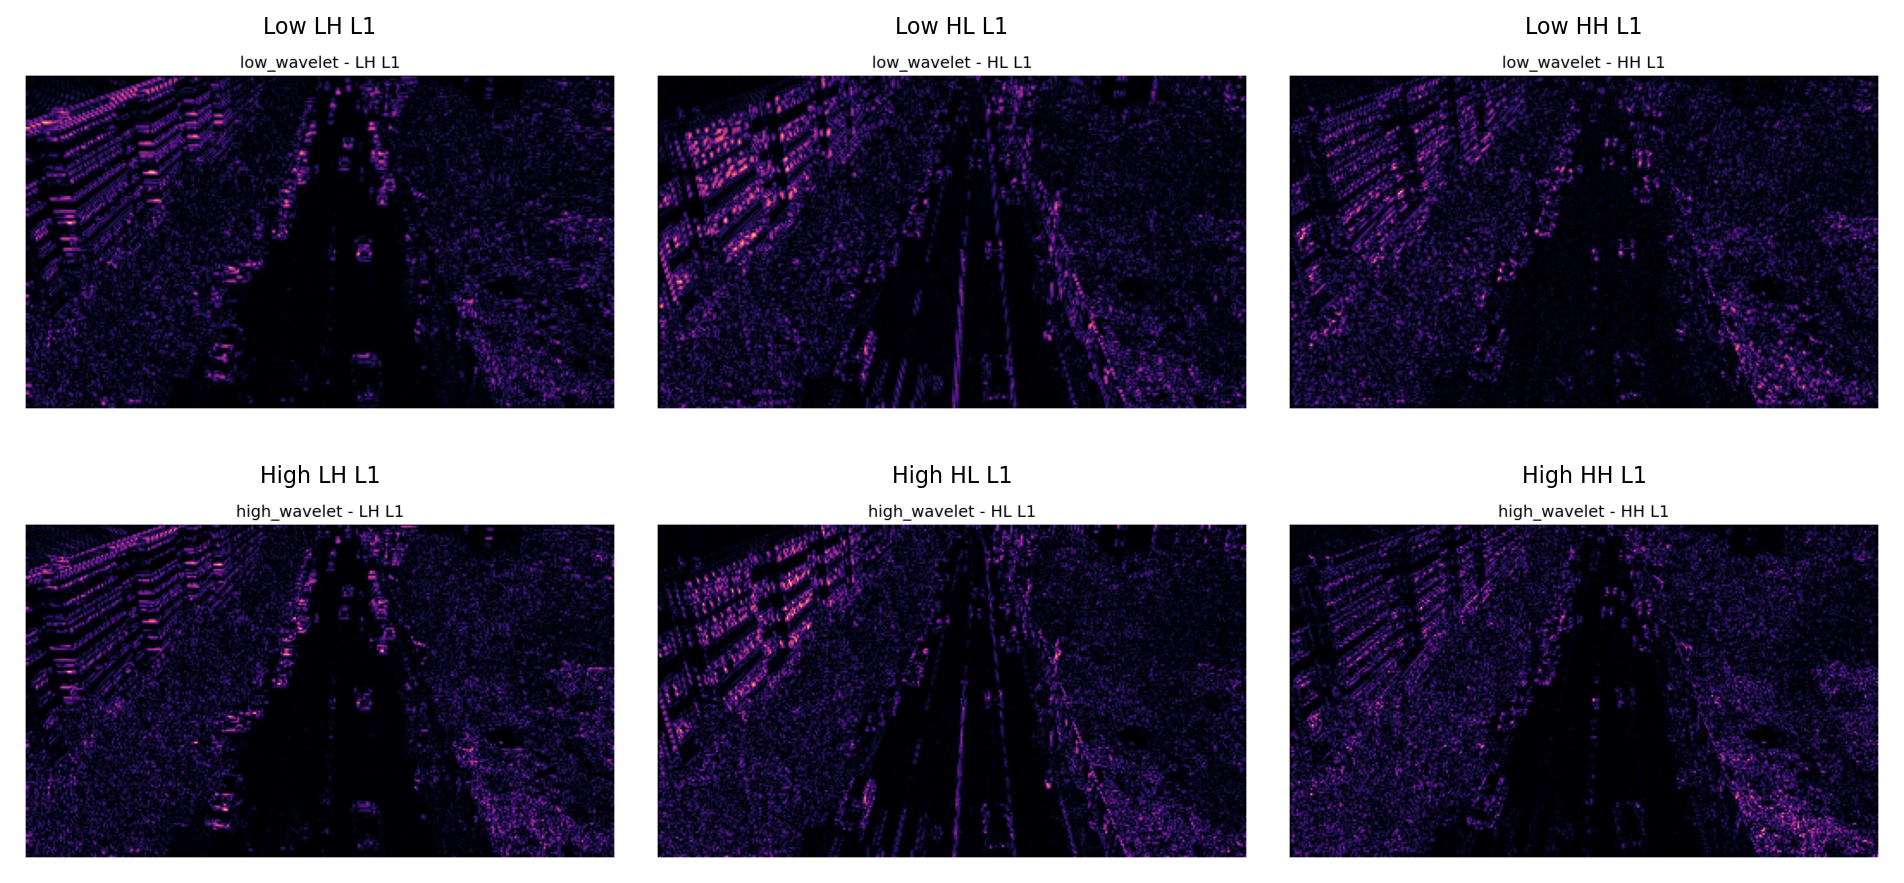 Low LH L1
Low HL L1
Low HH L1
low_wavelet - LH L1
low_wavelet - HL L1
low_wavelet - HH L1
High LH L1
High HL L1
High HH L1
high_wavelet - LH L1
high_wavelet - HL L1
high_wavelet - HH L1